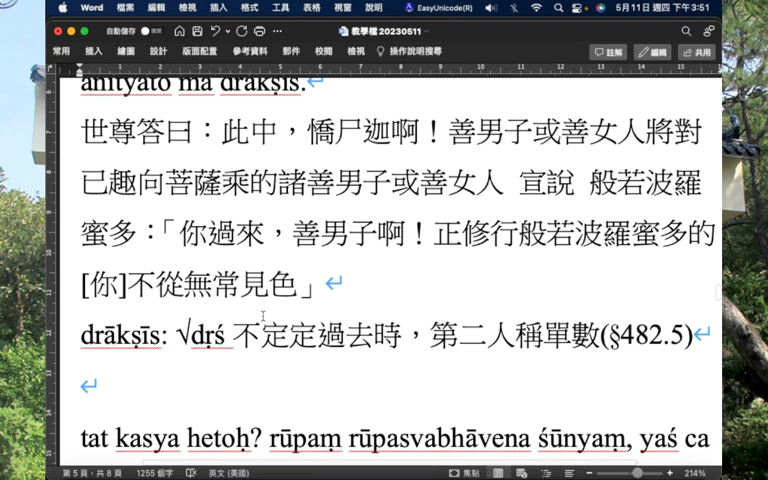 Word 檔案 編輯 檢視 插入 格式 工具 表格 視窗 說明 EasyUnicode(R) 5月11日 週四 下午3:51
自動儲存 教學檔20230511
常用 插入 繪圖 設計 版面配置 參考資料 郵件 校閱 檢視 操作說明搜尋 註解 編輯 共用
anityato mā drākṣīs.↵
世尊答曰：此中，憍尸迦啊！善男子或善女人將對
已趣向菩薩乘的諸善男子或善女人 宣說 般若波羅
蜜多：「你過來，善男子啊！正修行般若波羅蜜多的
[你]不從無常見色」↵
drākṣīs: √dṛś 不定定過去時，第二人稱單數(§482.5)↵
↵
tat kasya hetoḥ? rūpaṃ rūpasvabhāvena śūnyaṃ, yaś ca
第5頁，共8頁 1255個字 英文 (美國) 焦點 214%